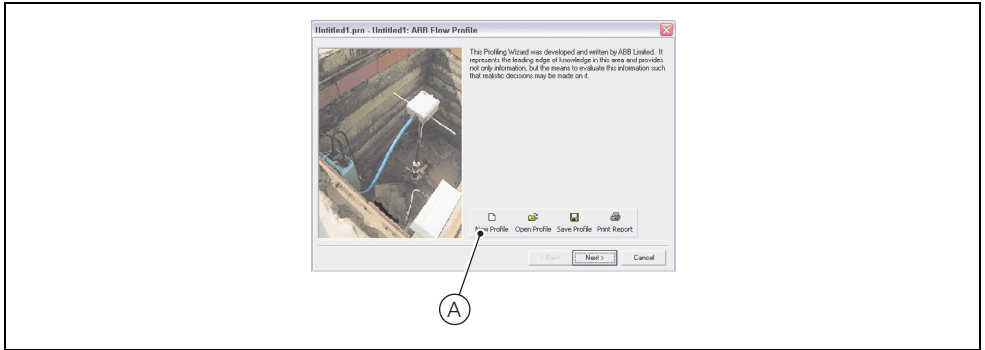 Untitled1.pro - Untitled1: ABB Flow Profile
This Profiling Wizard was developed and written by ABB Limited. It
represents the leading edge of knowledge in this area and provides
not only information, but the means to evaluate this information such
that realistic decisions may be made on it.
New Profile Open Profile Save Profile Print Report
< Back Next > Cancel
A